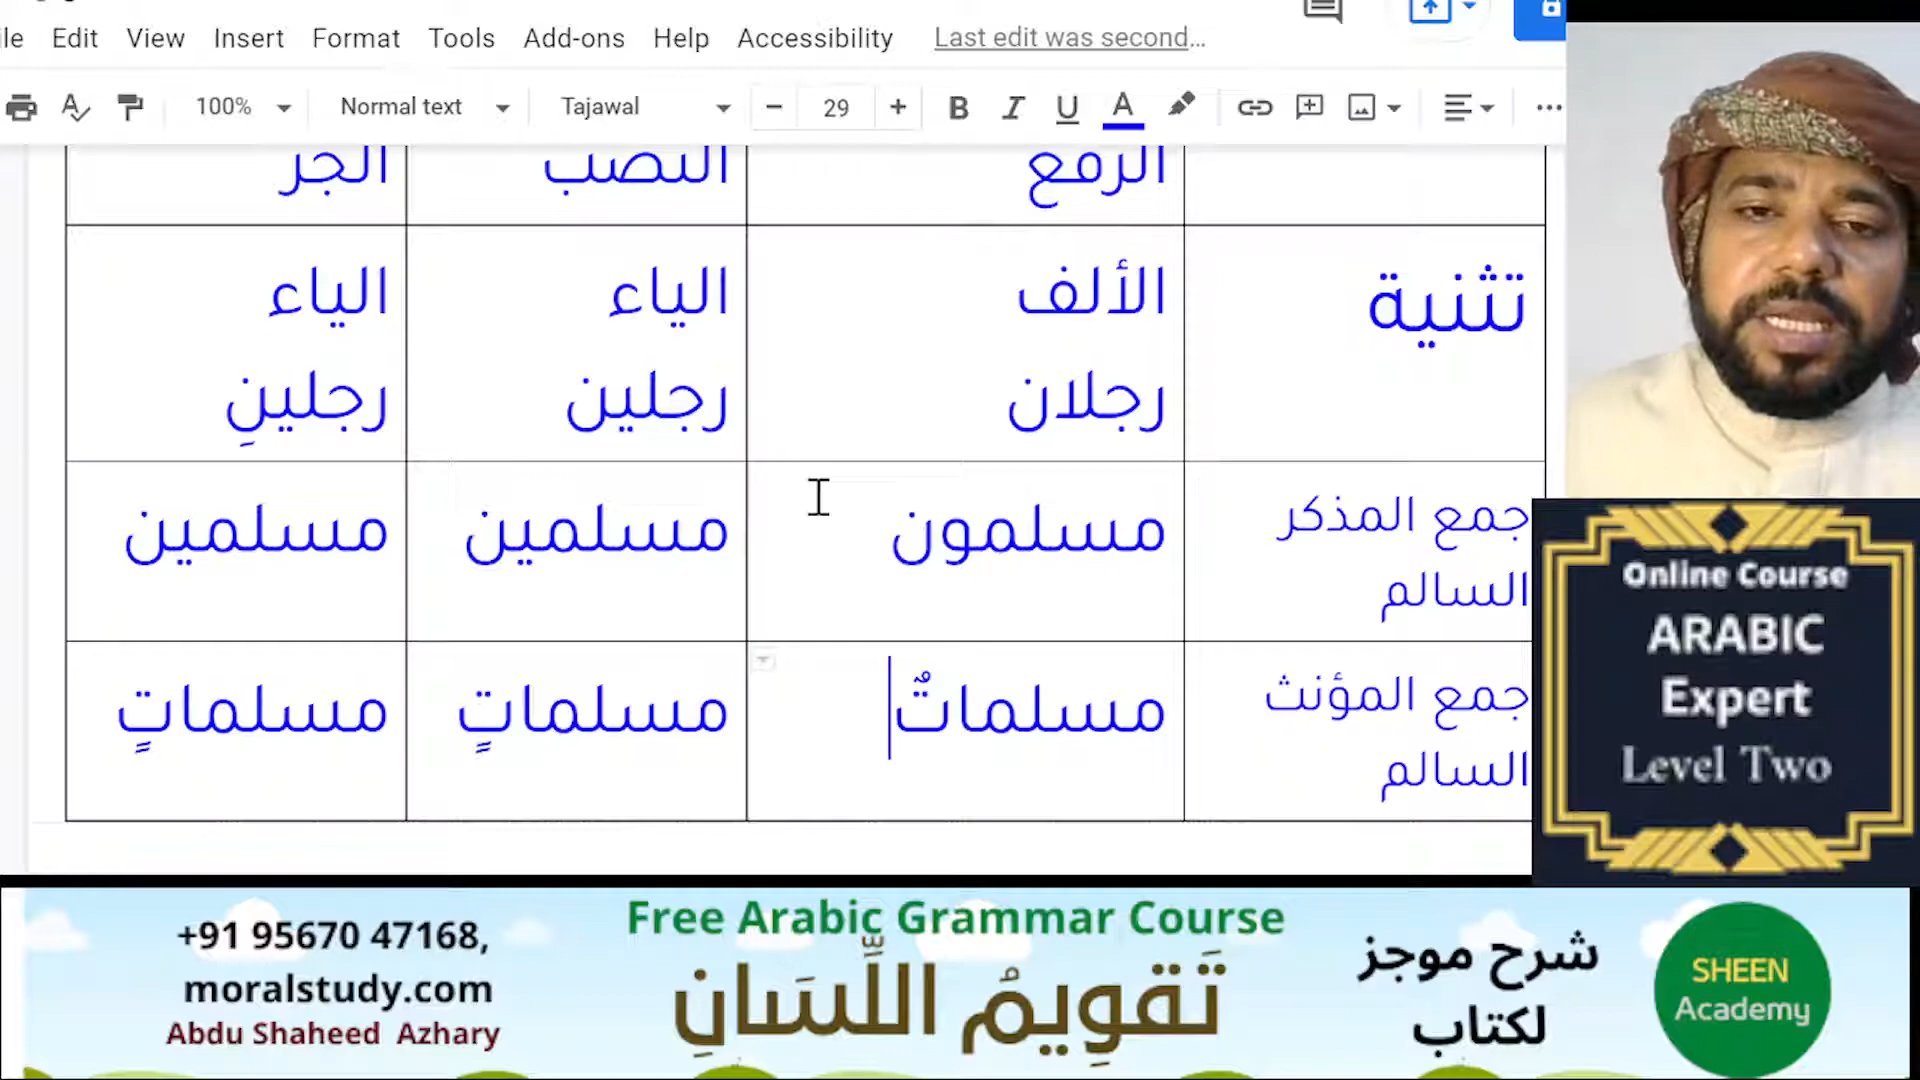 Edit View Insert Format Tools Add-ons Help Accessibility Last edit was second...
100% Normal text Tajawal 29 B I U A
الرفع النصب الجر
تثنية الألف الياء الياء
رجلان رجلين رجلينِ
جمع المذكر السالم مسلمون مسلمين مسلمين
جمع المؤنث السالم مسلماتٌ مسلماتٍ مسلماتٍ
Online Course
ARABIC
Expert
Level Two
+91 95670 47168,
moralstudy.com
Abdu Shaheed Azhary
Free Arabic Grammar Course
تَقوِيمُ اللِّسَانِ
شرح موجز
لكتاب
SHEEN
Academy